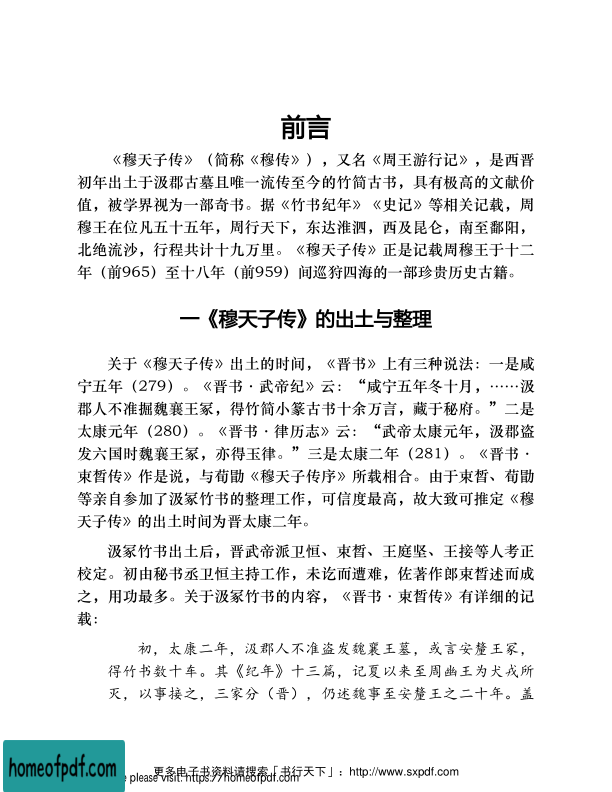 前言
《穆天子传》（简称《穆传》），又名《周王游行记》，是西晋
初年出土于汲郡古墓且唯一流传至今的竹简古书，具有极高的文献价
值，被学界视为一部奇书。据《竹书纪年》《史记》等相关记载，周
穆王在位凡五十五年，周行天下，东达淮泗，西及昆仑，南至鄱阳，
北绝流沙，行程共计十九万里。《穆天子传》正是记载周穆王于十二
年（前965）至十八年（前959）间巡狩四海的一部珍贵历史古籍。
一《穆天子传》的出土与整理
关于《穆天子传》出土的时间，《晋书》上有三种说法：一是咸
宁五年（279）。《晋书·武帝纪》云：“咸宁五年冬十月，……汲
郡人不准掘魏襄王冢，得竹简小篆古书十余万言，藏于秘府。”二是
太康元年（280）。《晋书·律历志》云：“武帝太康元年，汲郡盗
发六国时魏襄王冢，亦得玉律。”三是太康二年（281）。《晋书·
束皙传》作是说，与荀勖《穆天子传序》所载相合。由于束皙、荀勖
等亲自参加了汲冢竹书的整理工作，可信度最高，故大致可推定《穆
天子传》的出土时间为晋太康二年。
汲冢竹书出土后，晋武帝派卫恒、束皙、王庭坚、王接等人考正
校定。初由秘书丞卫恒主持工作，未讫而遭难，佐著作郎束皙述而成
之，用功最多。关于汲冢竹书的内容，《晋书·束皙传》有详细的记
载：
初，太康二年，汲郡人不准盗发魏襄王墓，或言安釐王冢，
得竹书数十车。其《纪年》十三篇，记夏以来至周幽王为犬戎所
灭，以事接之，三家分（晋），仍述魏事至安釐王之二十年。盖
更多电子书资料请搜索「书行天下」：http://www.sxpdf.com
homeofpdf.com
e please visit: https://homeofpdf.com